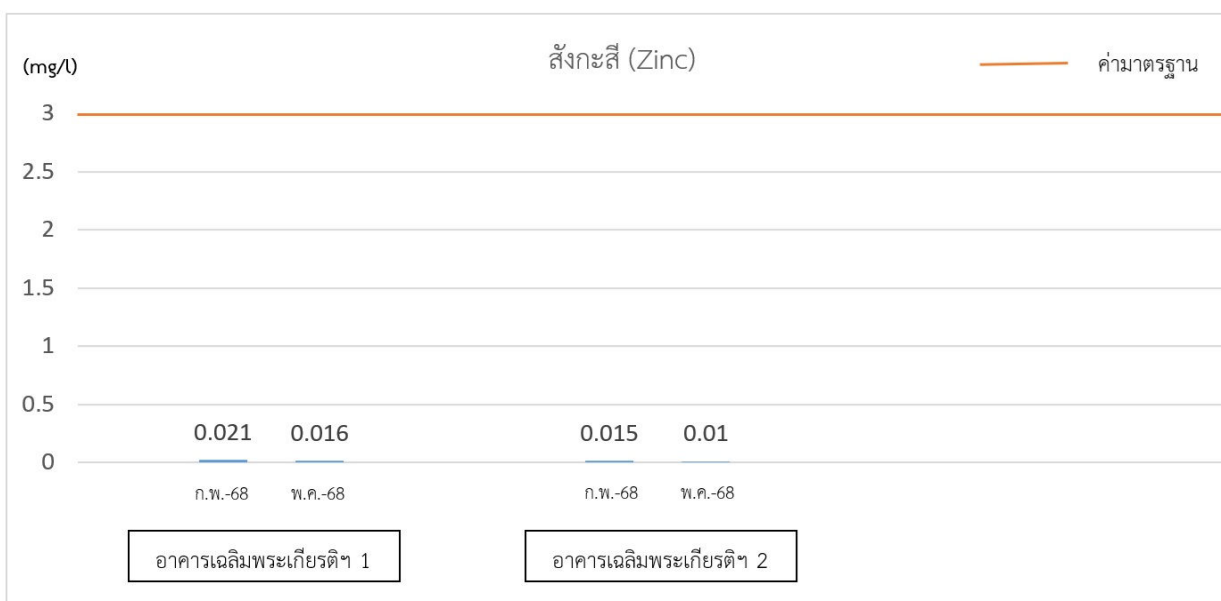 สังกะสี (Zinc)
(mg/l)
ค่ามาตรฐาน
3
2.5
2
1.5
1
0.5
0
0.021 0.016 0.015 0.01
ก.พ.-68 พ.ค.-68 ก.พ.-68 พ.ค.-68
อาคารเฉลิมพระเกียรติฯ 1 อาคารเฉลิมพระเกียรติฯ 2